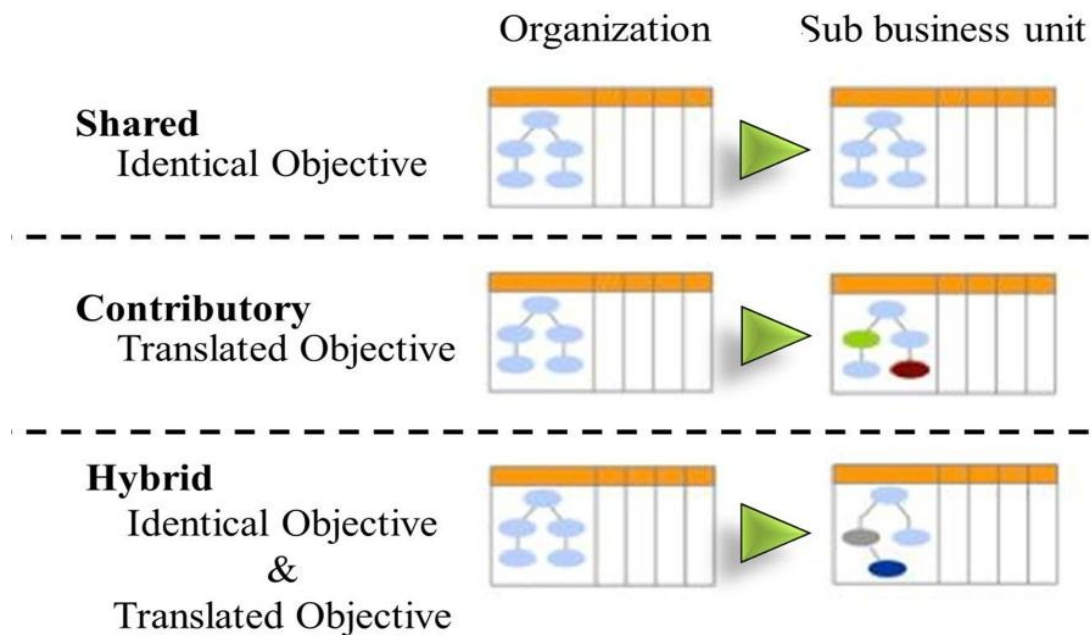 Organization
Sub business unit
Shared
Identical Objective
Contributory
Translated Objective
Hybrid
Identical Objective
&
Translated Objective